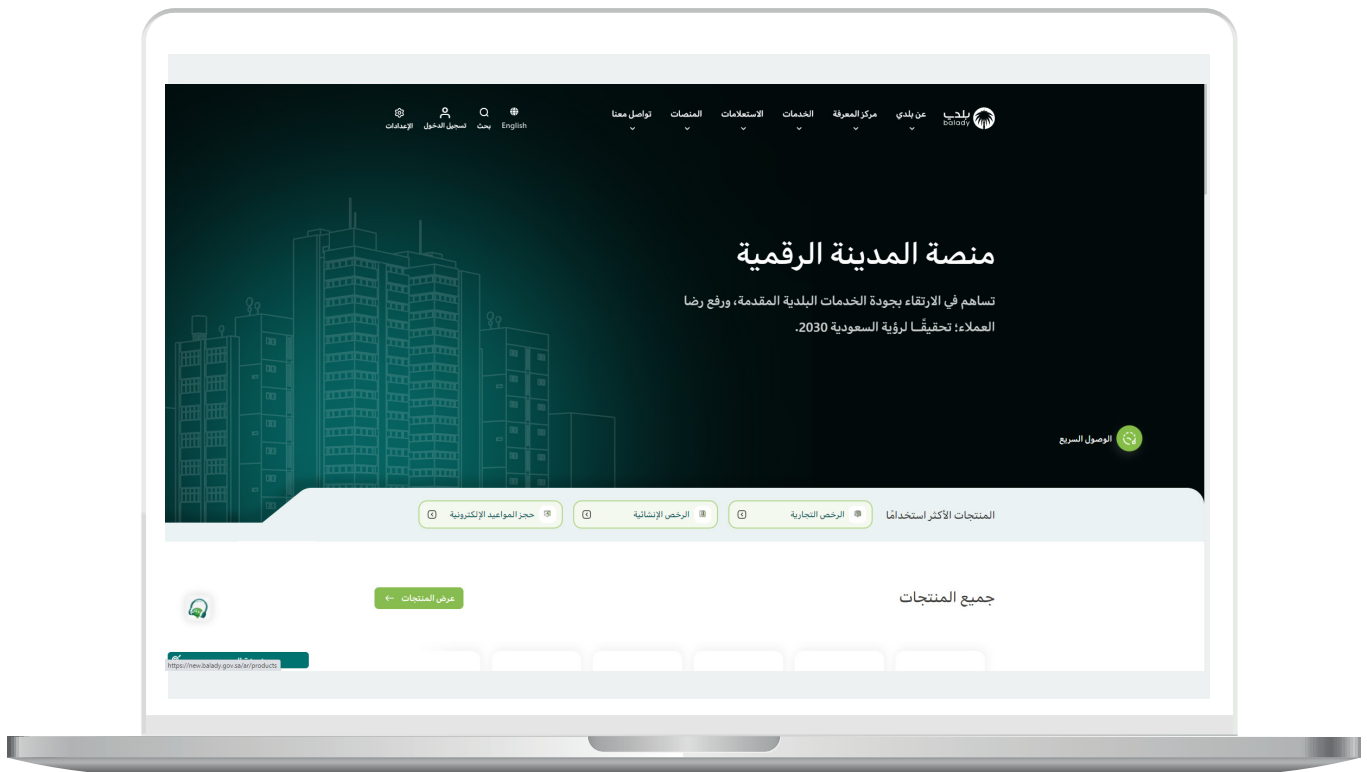 بلدي
balady
عن بلدي
مركز المعرفة
الخدمات
الاستعلامات
المنصات
تواصل معنا
English
بحث
تسجيل الدخول
الإعدادات
منصة المدينة الرقمية
تساهم في الارتقاء بجودة الخدمات البلدية المقدمة، ورفع رضا
العملاء؛ تحقيقًـا لرؤية السعودية 2030.
الوصول السريع
المنتجات الأكثر استخدامًا
الرخص التجارية
الرخص الإنشائية
حجز المواعيد الإلكترونية
جميع المنتجات
عرض المنتجات
https://new.balady.gov.sa/ar/products